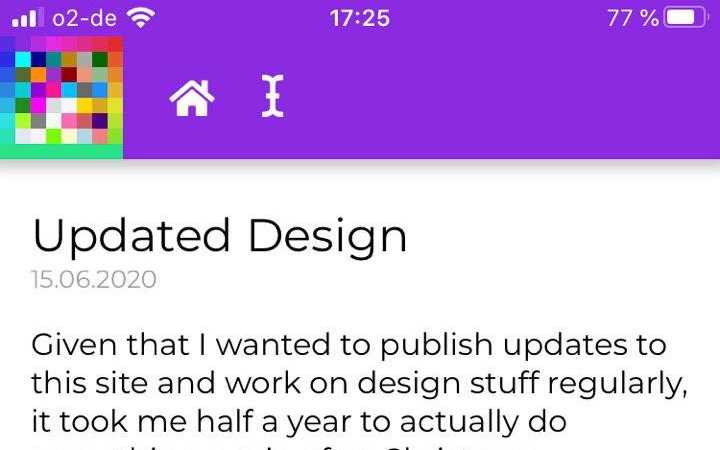 o2-de 17:25 77 %
Updated Design
15.06.2020
Given that I wanted to publish updates to
this site and work on design stuff regularly,
it took me half a year to actually do